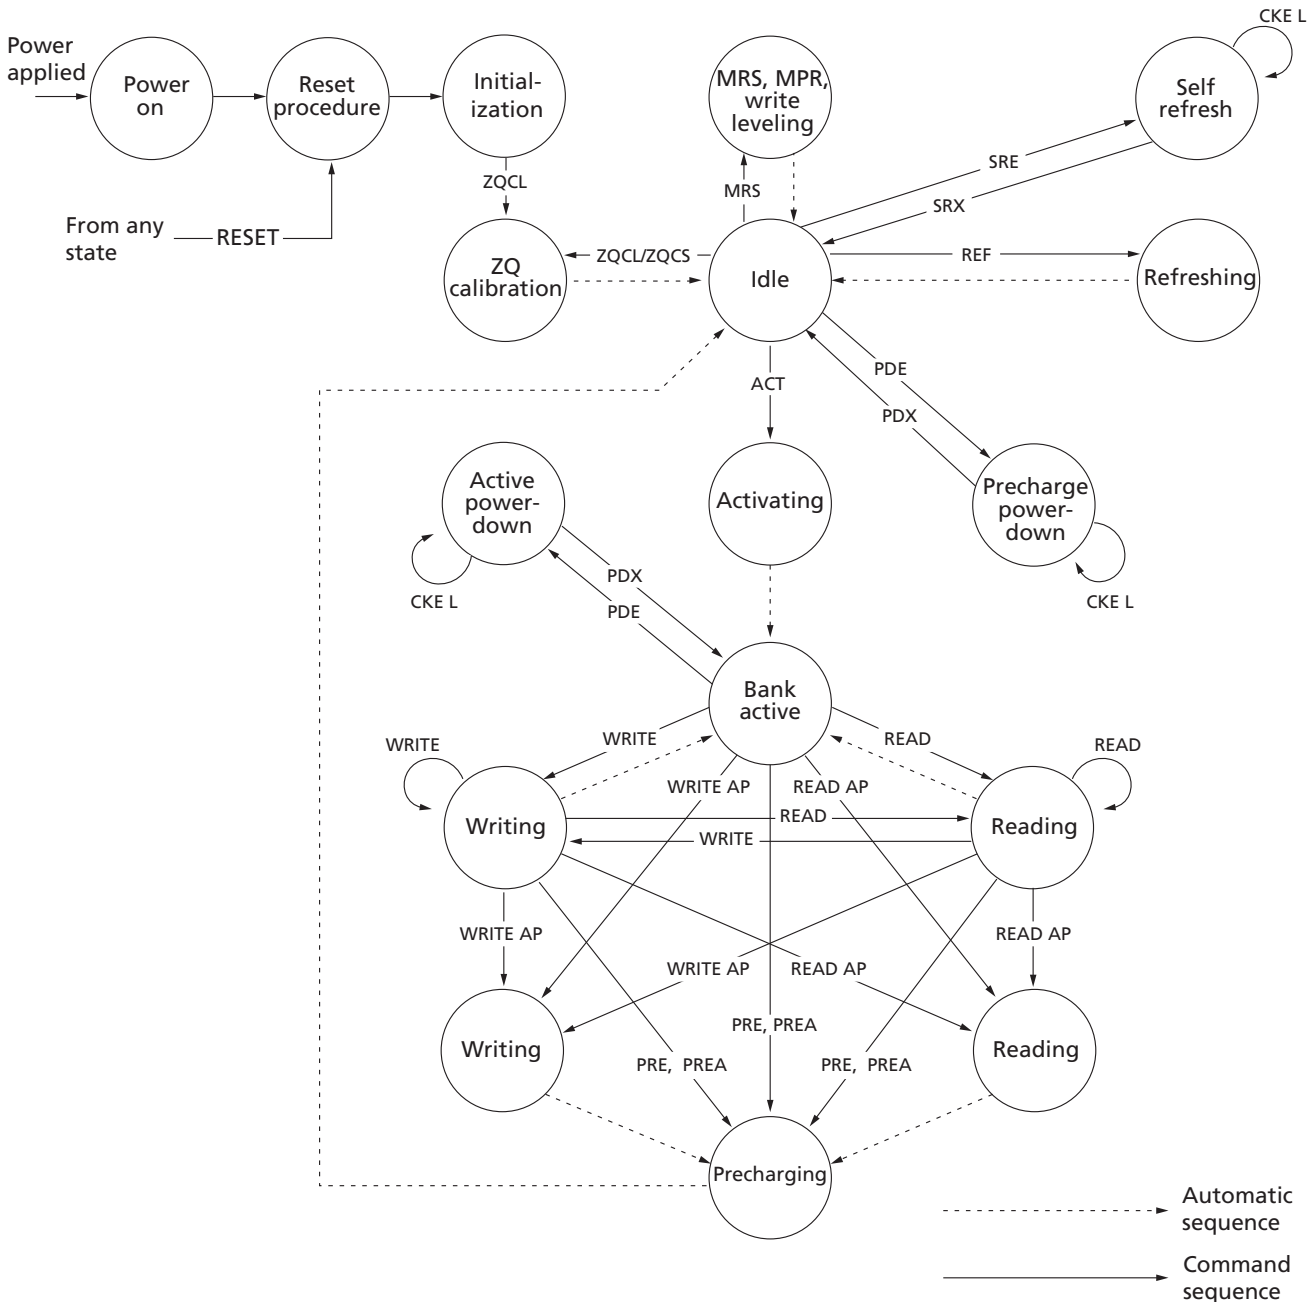 CKE L
Power
applied
Power
on
Reset
procedure
Initial-
ization
MRS, MPR,
write
leveling
Self
refresh
ZQCL
MRS
SRE
SRX
From any
state
RESET
ZQ
calibration
ZQCL/ZQCS
Idle
REF
Refreshing
PDE
ACT
PDX
Active
power-
down
Activating
Precharge
power-
down
PDX
CKE L
PDE
CKE L
Bank
active
WRITE
WRITE
READ
READ
WRITE AP
READ AP
Writing
READ
Reading
WRITE
WRITE AP
READ AP
WRITE AP
READ AP
PRE, PREA
Writing
Reading
PRE, PREA
PRE, PREA
Precharging
Automatic
sequence
Command
sequence